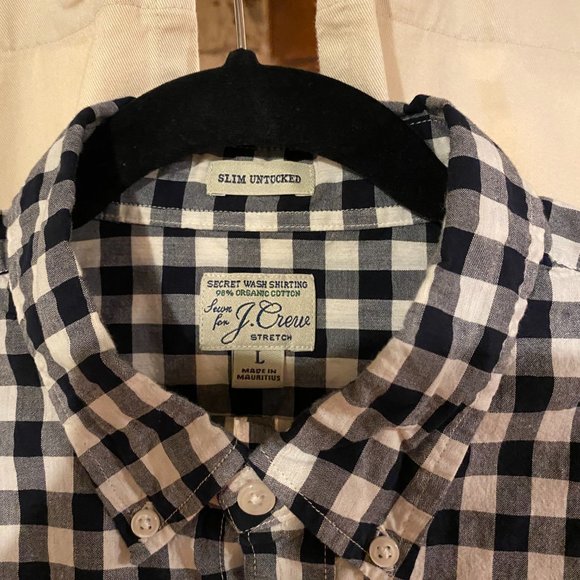 SLIM UNTUCKED
SECRET WASH SHIRTING
98% ORGANIC COTTON
Sewn for J.Crew
STRETCH
L
MADE IN
MAURITIUS